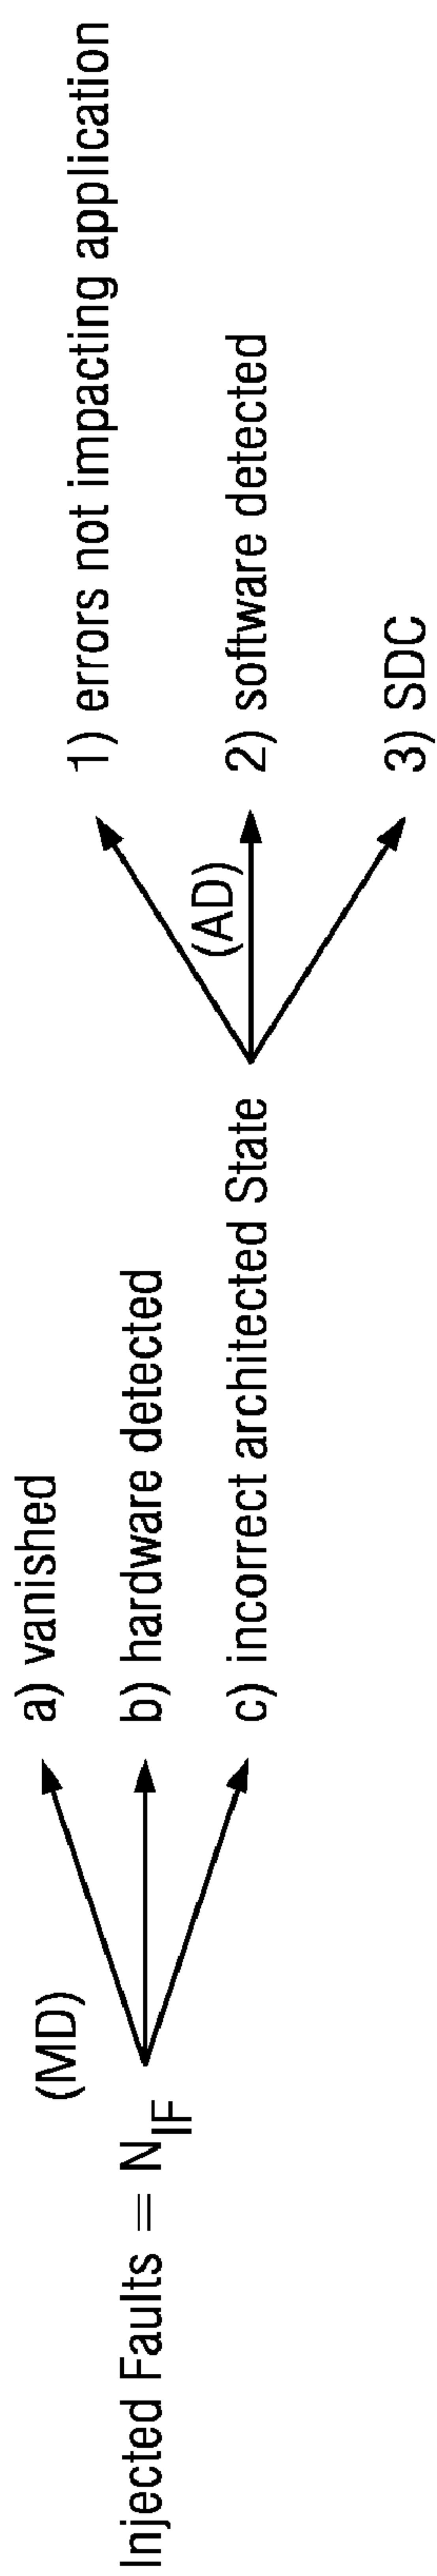 Injected Faults = N_IF
(MD)
a) vanished
b) hardware detected
c) incorrect architected State
(AD)
1) errors not impacting application
2) software detected
3) SDC